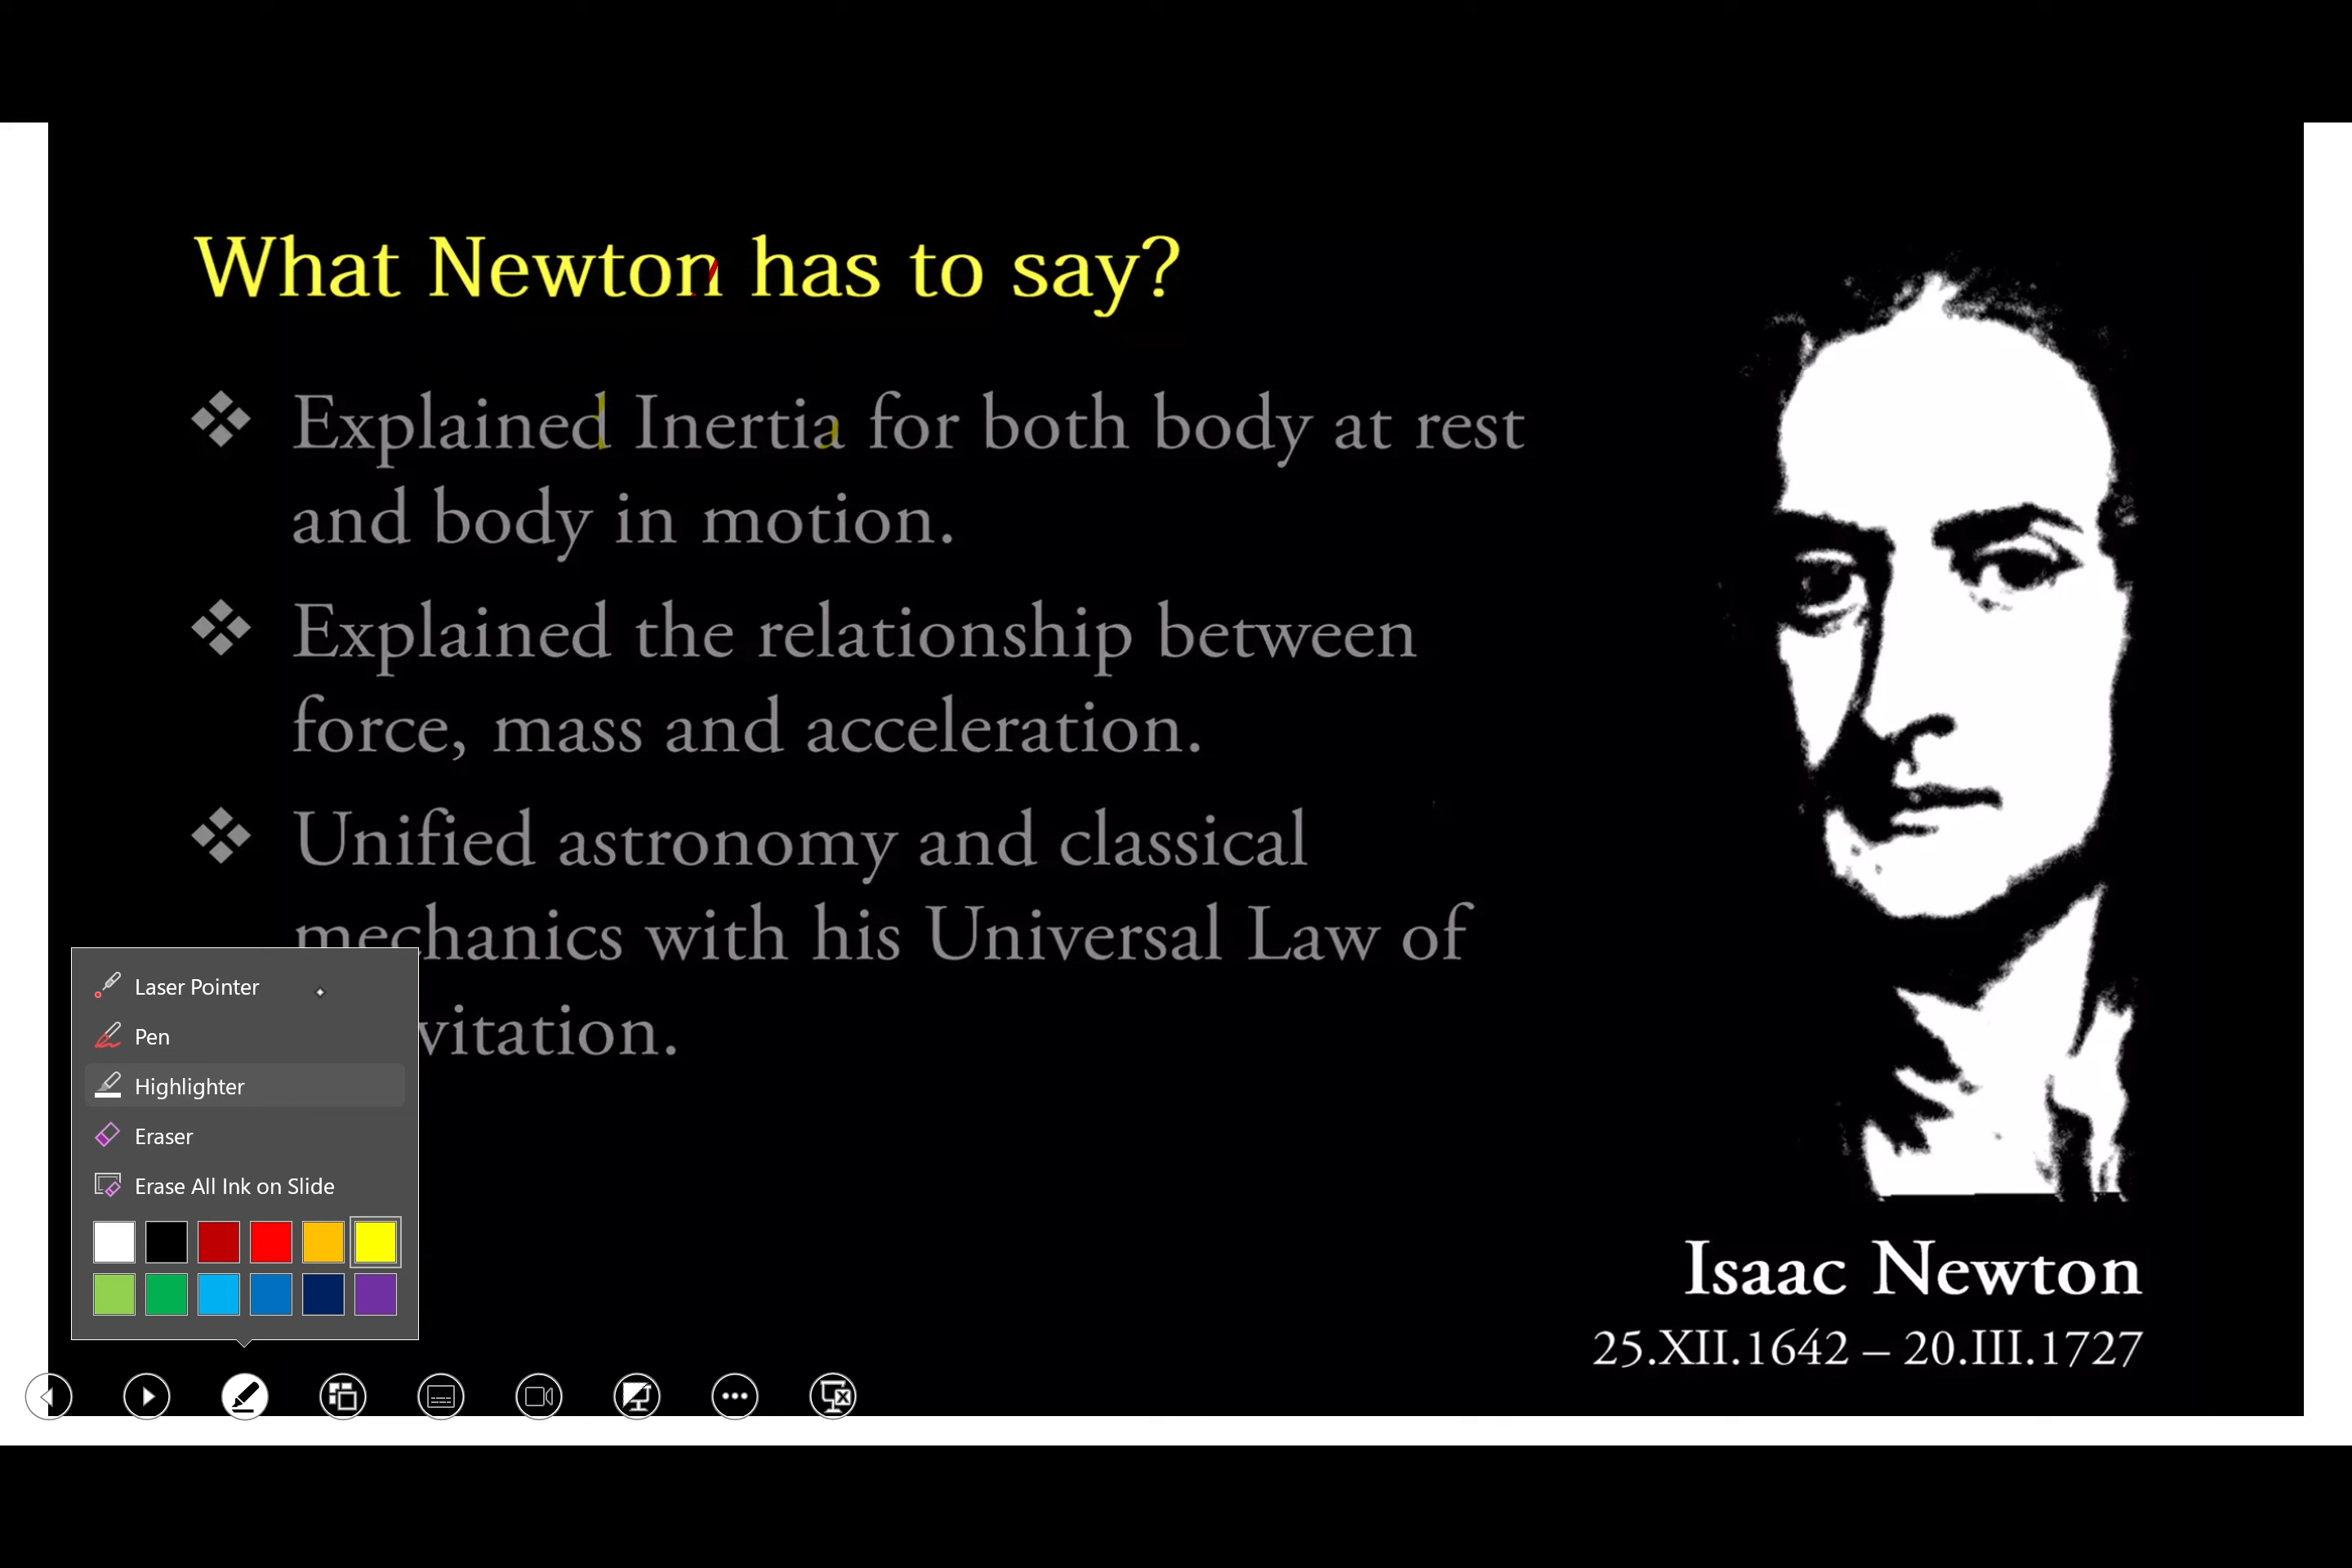 What Newton has to say?
Explained Inertia for both body at rest
and body in motion.
Explained the relationship between
force, mass and acceleration.
Unified astronomy and classical
mechanics with his Universal Law of
vitation.
Laser Pointer
Pen
Highlighter
Eraser
Erase All Ink on Slide
Isaac Newton
25.XII.1642 – 20.III.1727